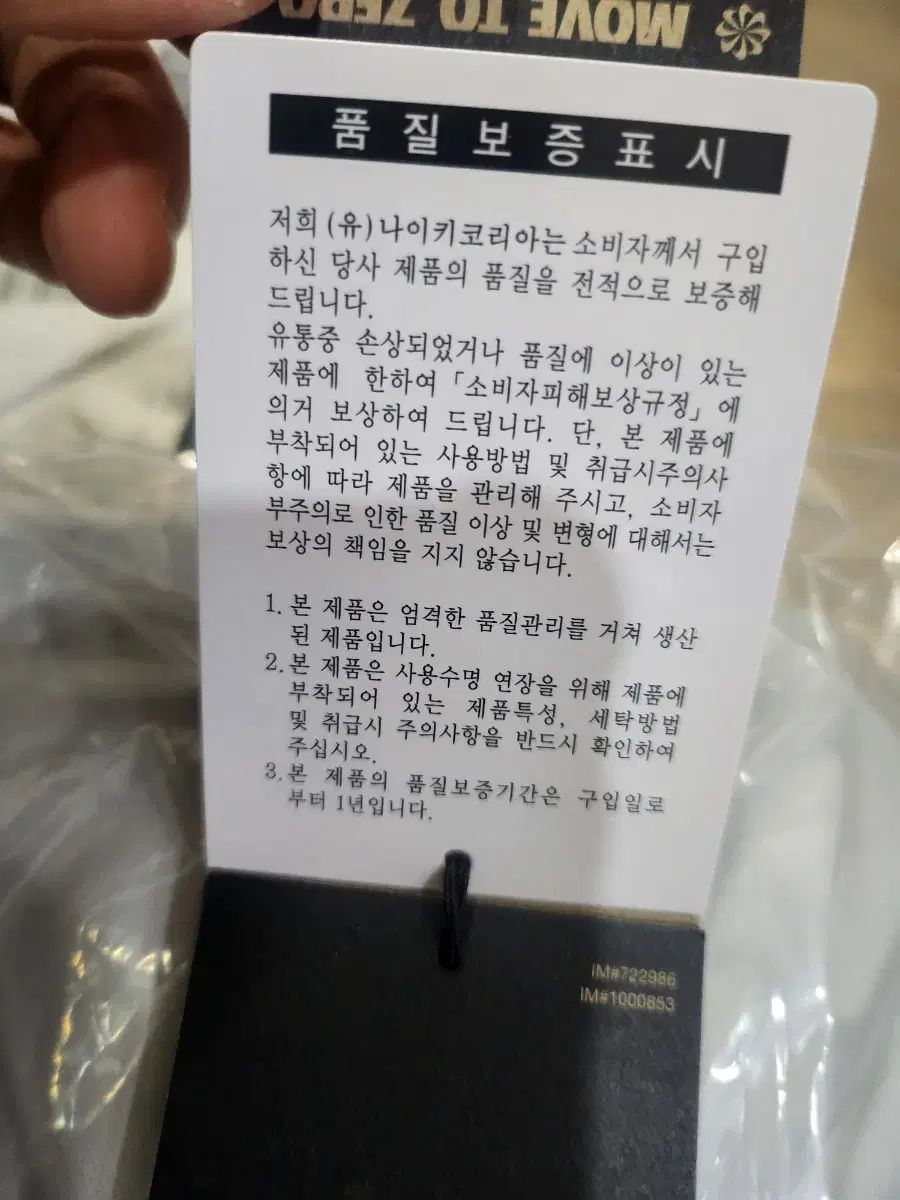 MOVE TO ZERO
품질보증표시
저희 (유)나이키코리아는 소비자께서 구입
하신 당사 제품의 품질을 전적으로 보증해
드립니다.
유통중 손상되었거나 품질에 이상이 있는
제품에 한하여 「소비자피해보상규정」에
의거 보상하여 드립니다. 단, 본 제품에
부착되어 있는 사용방법 및 취급시주의사
항에 따라 제품을 관리해 주시고, 소비자
부주의로 인한 품질 이상 및 변형에 대해서는
보상의 책임을 지지 않습니다.
1. 본 제품은 엄격한 품질관리를 거쳐 생산
된 제품입니다.
2. 본 제품은 사용수명 연장을 위해 제품에
부착되어 있는 제품특성, 세탁방법
및 취급시 주의사항을 반드시 확인하여
주십시오.
3. 본 제품의 품질보증기간은 구입일로
부터 1년입니다.
IM#722986
IM#1000853